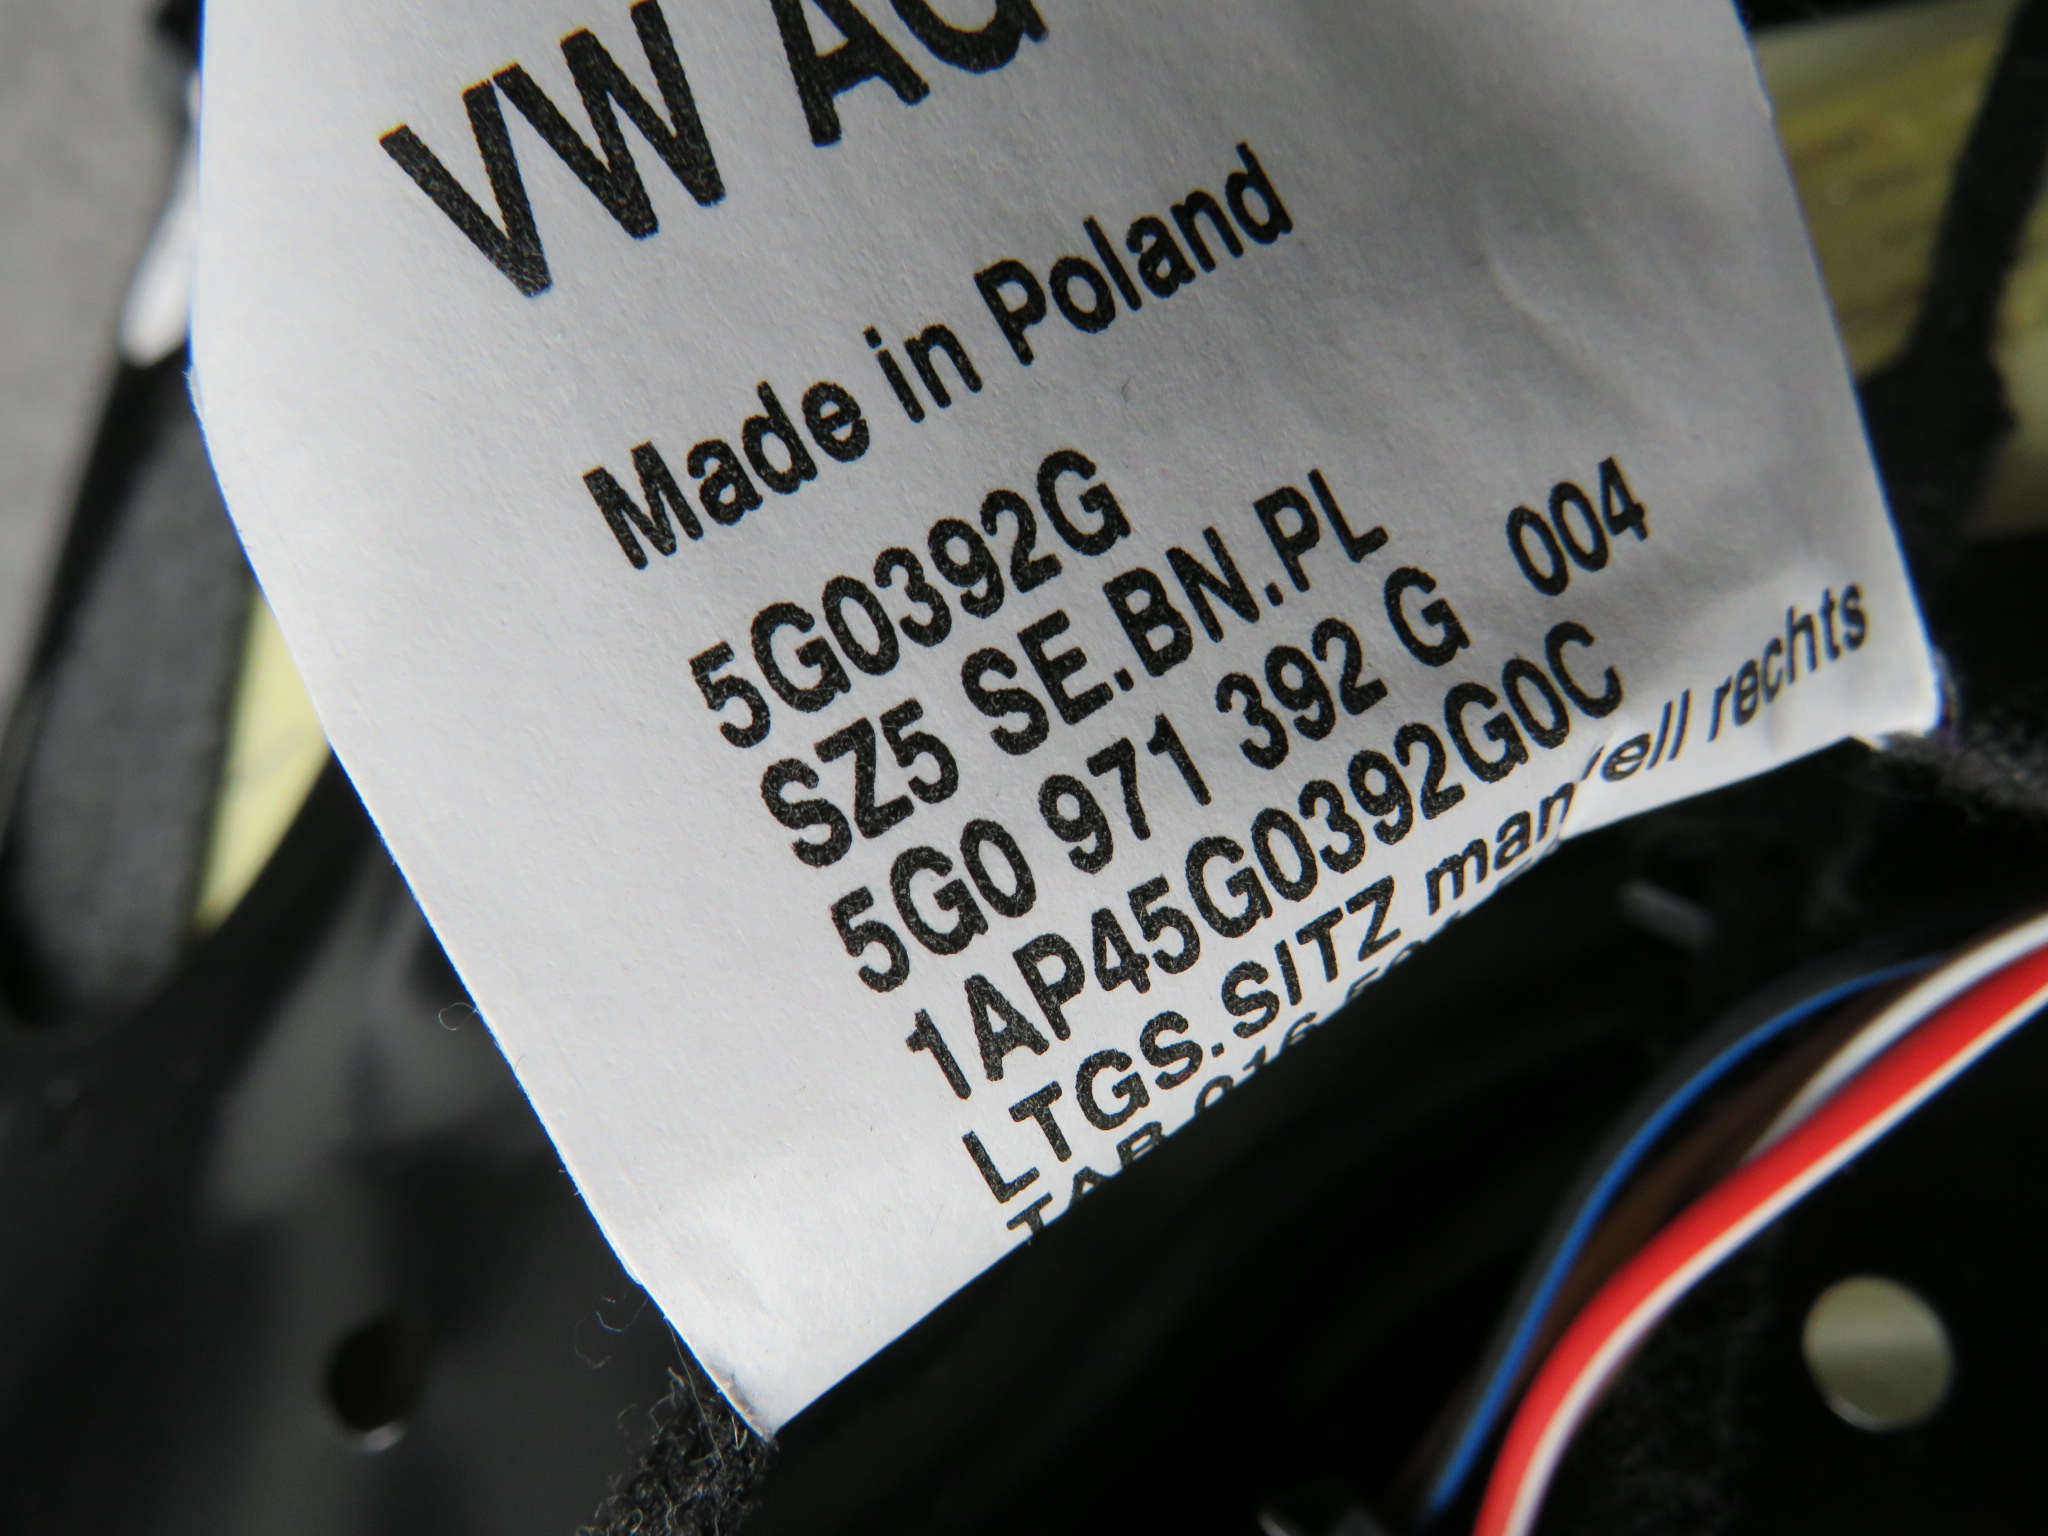 VW AG
Made in Poland
5G0392G
SZ5 SE.BN.PL
5G0 971 392 G 004
1AP45G0392G0C
LTGS.SITZ manuell rechts
TAB